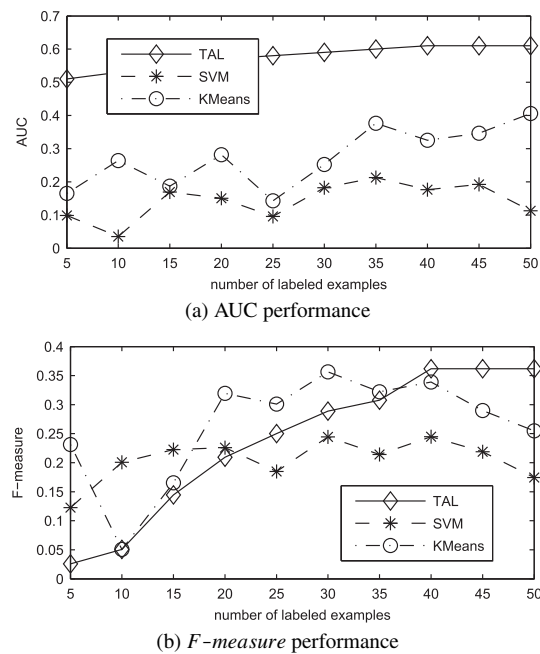 0.7
0.6
0.5
0.4
0.3
0.2
0.1
0
AUC
TAL
SVM
KMeans
5 10 15 20 25 30 35 40 45 50
number of labeled examples
(a) AUC performance
0.4
0.35
0.3
0.25
0.2
0.15
0.1
0.05
0
F-measure
TAL
SVM
KMeans
5 10 15 20 25 30 35 40 45 50
number of labeled examples
(b) F-measure performance